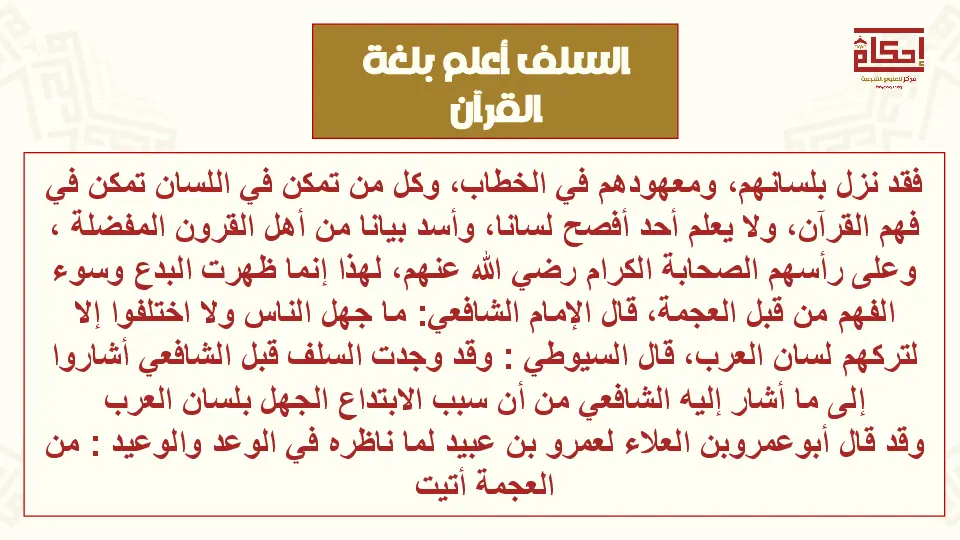 إحكام
مركز للعلوم الشرعية
السلف أعلم بلغة
القرآن
فقد نزل بلسانهم، ومعهودهم في الخطاب، وكل من تمكن في اللسان تمكن في
فهم القرآن، ولا يعلم أحد أفصح لسانا، وأسد بيانا من أهل القرون المفضلة ،
وعلى رأسهم الصحابة الكرام رضي الله عنهم، لهذا إنما ظهرت البدع وسوء
الفهم من قبل العجمة، قال الإمام الشافعي: ما جهل الناس ولا اختلفوا إلا
لتركهم لسان العرب، قال السيوطي : وقد وجدت السلف قبل الشافعي أشاروا
إلى ما أشار إليه الشافعي من أن سبب الابتداع الجهل بلسان العرب
وقد قال أبوعمروبن العلاء لعمرو بن عبيد لما ناظره في الوعد والوعيد : من
العجمة أتيت